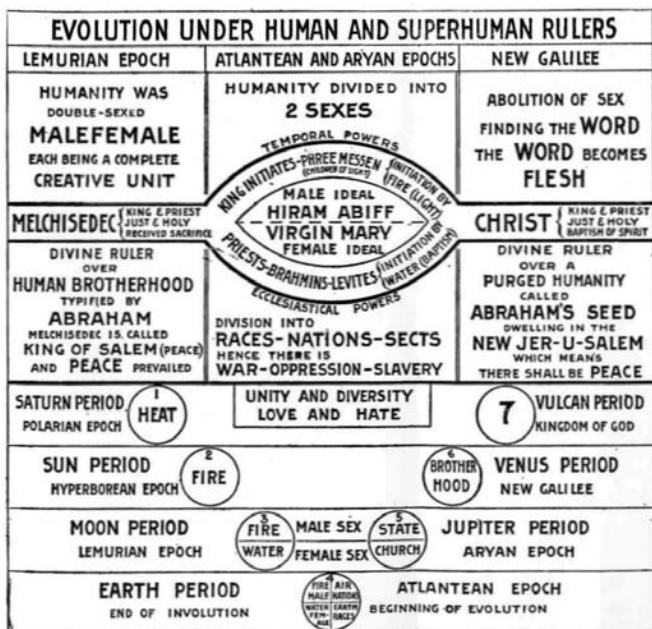 EVOLUTION UNDER HUMAN AND SUPERHUMAN RULERS
LEMURIAN EPOCH
HUMANITY WAS
DOUBLE-SEXED
MALEFEMALE
EACH BEING A COMPLETE
CREATIVE UNIT
MELCHISEDEC
KING & PRIEST
JUST & HOLY
RECEIVED SACRIFICE
DIVINE RULER
OVER
HUMAN BROTHERHOOD
TYPIFIED BY
ABRAHAM
MELCHISEDEC IS CALLED
KING OF SALEM (PEACE)
AND PEACE PREVAILED
ATLANTEAN AND ARYAN EPOCHS
HUMANITY DIVIDED INTO
2 SEXES
TEMPORAL POWERS
KING INITIATES-PHREE MESSEN
(CHILDREN OF LIGHT)
INITIATION BY
FIRE (LIGHT)
MALE IDEAL
HIRAM ABIFF
VIRGIN MARY
FEMALE IDEAL
PRIESTS-BRAHMINS-LEVITES
INITIATION BY
WATER (BAPTISM)
ECCLESIASTICAL POWERS
DIVISION INTO
RACES-NATIONS-SECTS
HENCE THERE IS
WAR-OPPRESSION-SLAVERY
NEW GALILEE
ABOLITION OF SEX
FINDING THE WORD
THE WORD BECOMES
FLESH
CHRIST
KING & PRIEST
JUST & HOLY
BAPTISM OF SPIRIT
DIVINE RULER
OVER A
PURGED HUMANITY
CALLED
ABRAHAM'S SEED
DWELLING IN THE
NEW JER-U-SALEM
WHICH MEANS
THERE SHALL BE PEACE
SATURN PERIOD
POLARIAN EPOCH
1
HEAT
UNITY AND DIVERSITY
LOVE AND HATE
7
VULCAN PERIOD
KINGDOM OF GOD
SUN PERIOD
HYPERBOREAN EPOCH
2
FIRE
6
BROTHER
HOOD
VENUS PERIOD
NEW GALILEE
MOON PERIOD
LEMURIAN EPOCH
3
FIRE
WATER
MALE SEX
FEMALE SEX
5
STATE
CHURCH
JUPITER PERIOD
ARYAN EPOCH
EARTH PERIOD
END OF INVOLUTION
4
FIRE AIR
MALE NATIONS
WATER EARTH
FEM- RACES
ALE
ATLANTEAN EPOCH
BEGINNING OF EVOLUTION